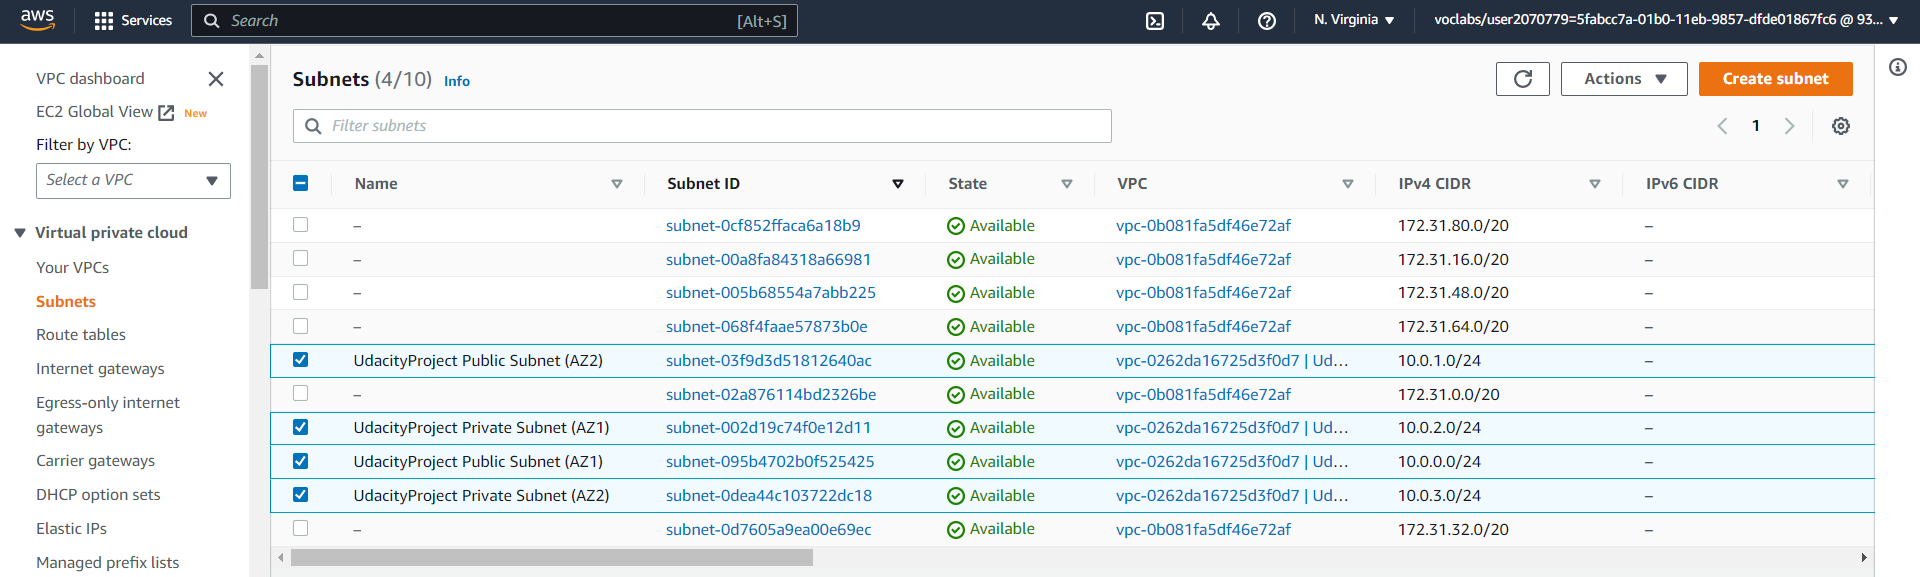 aws Services Search [Alt+S] N. Virginia voclabs/user2070779=5fabcc7a-01b0-11eb-9857-dfde01867fc6 @ 93...
VPC dashboard
EC2 Global View New
Filter by VPC:
Select a VPC
Virtual private cloud
Your VPCs
Subnets
Route tables
Internet gateways
Egress-only internet
gateways
Carrier gateways
DHCP option sets
Elastic IPs
Managed prefix lists
Subnets (4/10) Info
Actions Create subnet
Filter subnets
1
Name Subnet ID State VPC IPv4 CIDR IPv6 CIDR
– subnet-0cf852ffaca6a18b9 Available vpc-0b081fa5df46e72af 172.31.80.0/20 –
– subnet-00a8fa84318a66981 Available vpc-0b081fa5df46e72af 172.31.16.0/20 –
– subnet-005b68554a7abb225 Available vpc-0b081fa5df46e72af 172.31.48.0/20 –
– subnet-068f4faae57873b0e Available vpc-0b081fa5df46e72af 172.31.64.0/20 –
UdacityProject Public Subnet (AZ2) subnet-03f9d3d51812640ac Available vpc-0262da16725d3f0d7 | Ud... 10.0.1.0/24 –
– subnet-02a876114bd2326be Available vpc-0b081fa5df46e72af 172.31.0.0/20 –
UdacityProject Private Subnet (AZ1) subnet-002d19c74f0e12d11 Available vpc-0262da16725d3f0d7 | Ud... 10.0.2.0/24 –
UdacityProject Public Subnet (AZ1) subnet-095b4702b0f525425 Available vpc-0262da16725d3f0d7 | Ud... 10.0.0.0/24 –
UdacityProject Private Subnet (AZ2) subnet-0dea44c103722dc18 Available vpc-0262da16725d3f0d7 | Ud... 10.0.3.0/24 –
– subnet-0d7605a9ea00e69ec Available vpc-0b081fa5df46e72af 172.31.32.0/20 –